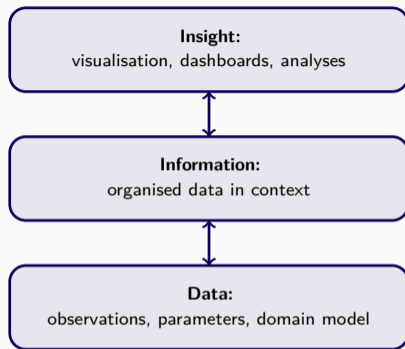 Insight:
visualisation, dashboards, analyses
Information:
organised data in context
Data:
observations, parameters, domain model